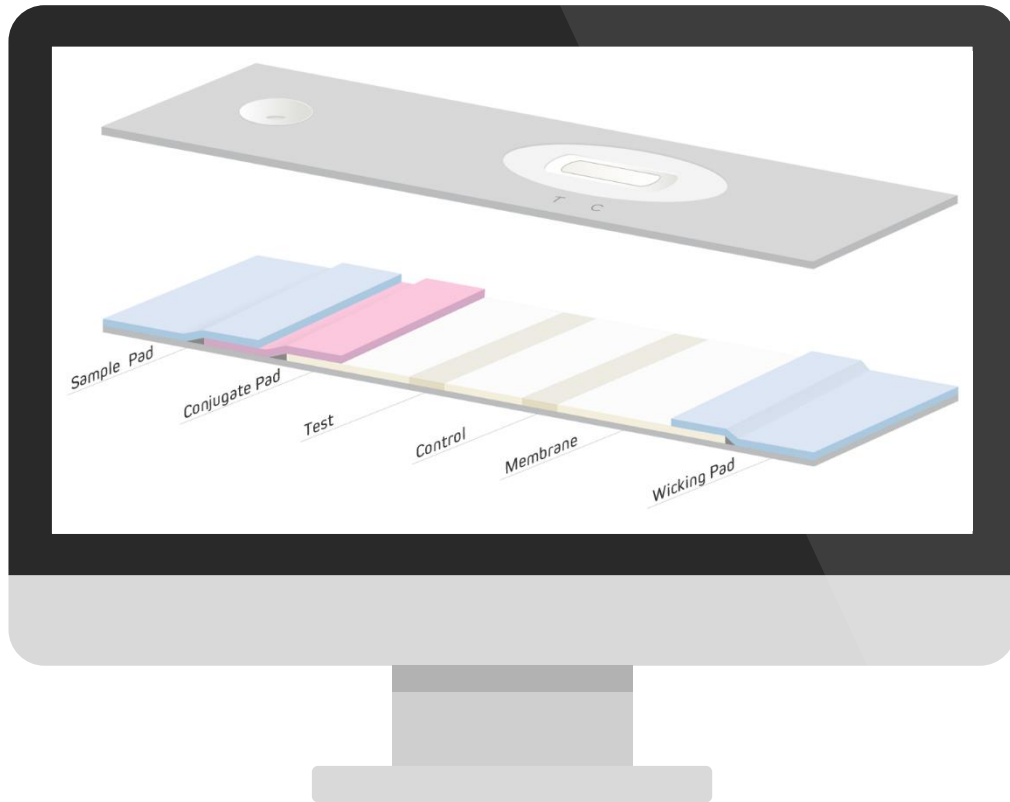 T C
Sample Pad
Conjugate Pad
Test
Control
Membrane
Wicking Pad